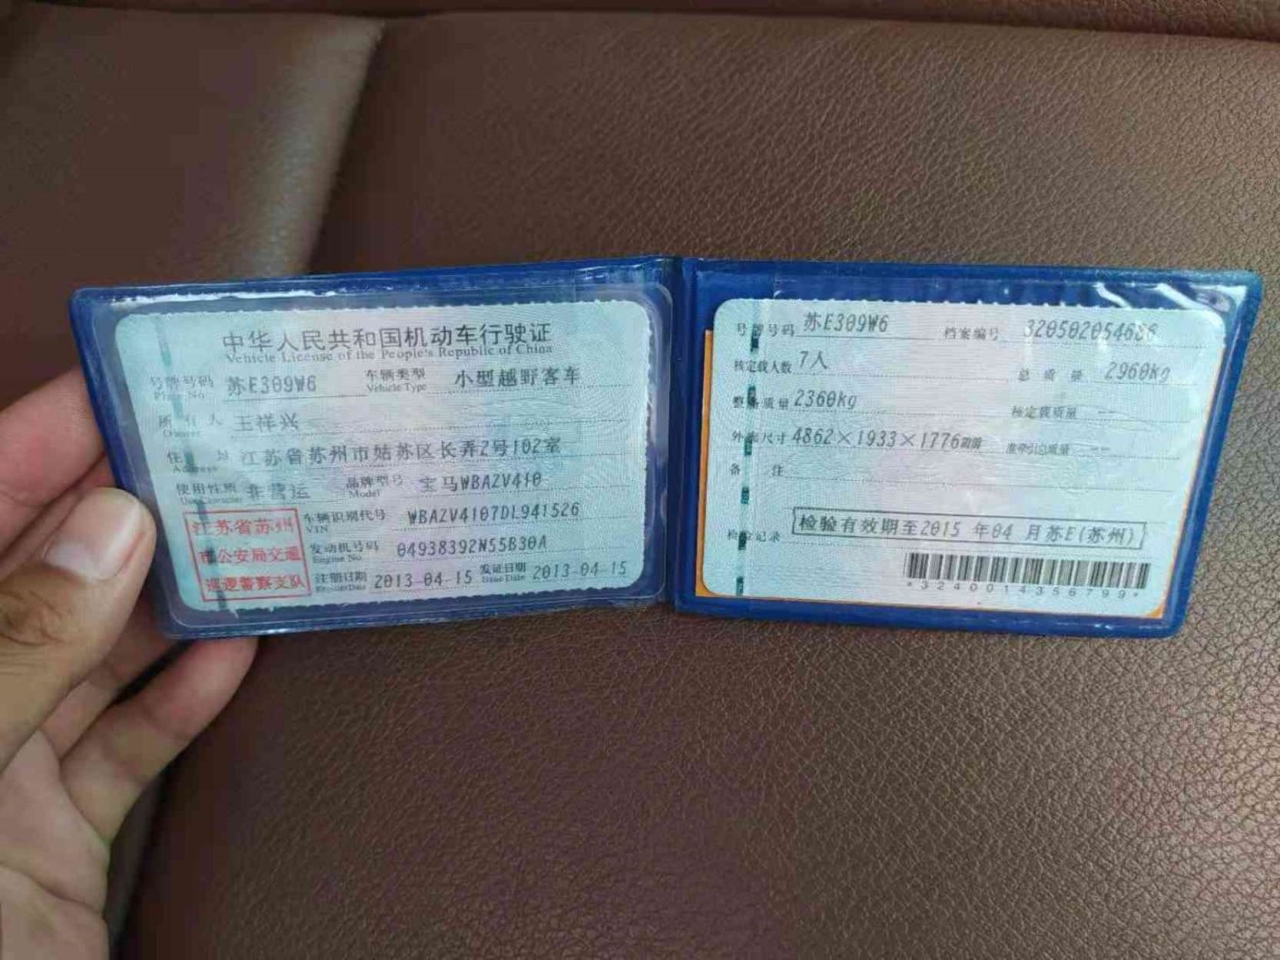 中华人民共和国机动车行驶证
Vehicle License of the People's Republic of China
号牌号码 苏E309W6 车辆类型 小型越野客车
Plate No. Vehicle Type
所有人 王祥兴
Owner
住址 江苏省苏州市姑苏区长弄2号102室
Address
使用性质 非营运 品牌型号 宝马WBAZV410
Use Character Model
江苏省苏州
市公安局交通
巡逻警察支队
车辆识别代号 WBAZV4107DL941526
VIN
发动机号码 04938392N55B30A
Engine No.
注册日期 2013-04-15 发证日期 2013-04-15
Register Date Issue Date
号牌号码 苏E309W6 档案编号 320502054686
核定载人数 7人 总质量 2960kg
整备质量 2360kg 核定载质量 --
外廓尺寸 4862×1933×1776mm 准牵引总质量 --
备注
检验记录 检验有效期至2015 年04 月苏E(苏州)
*3240014356799*